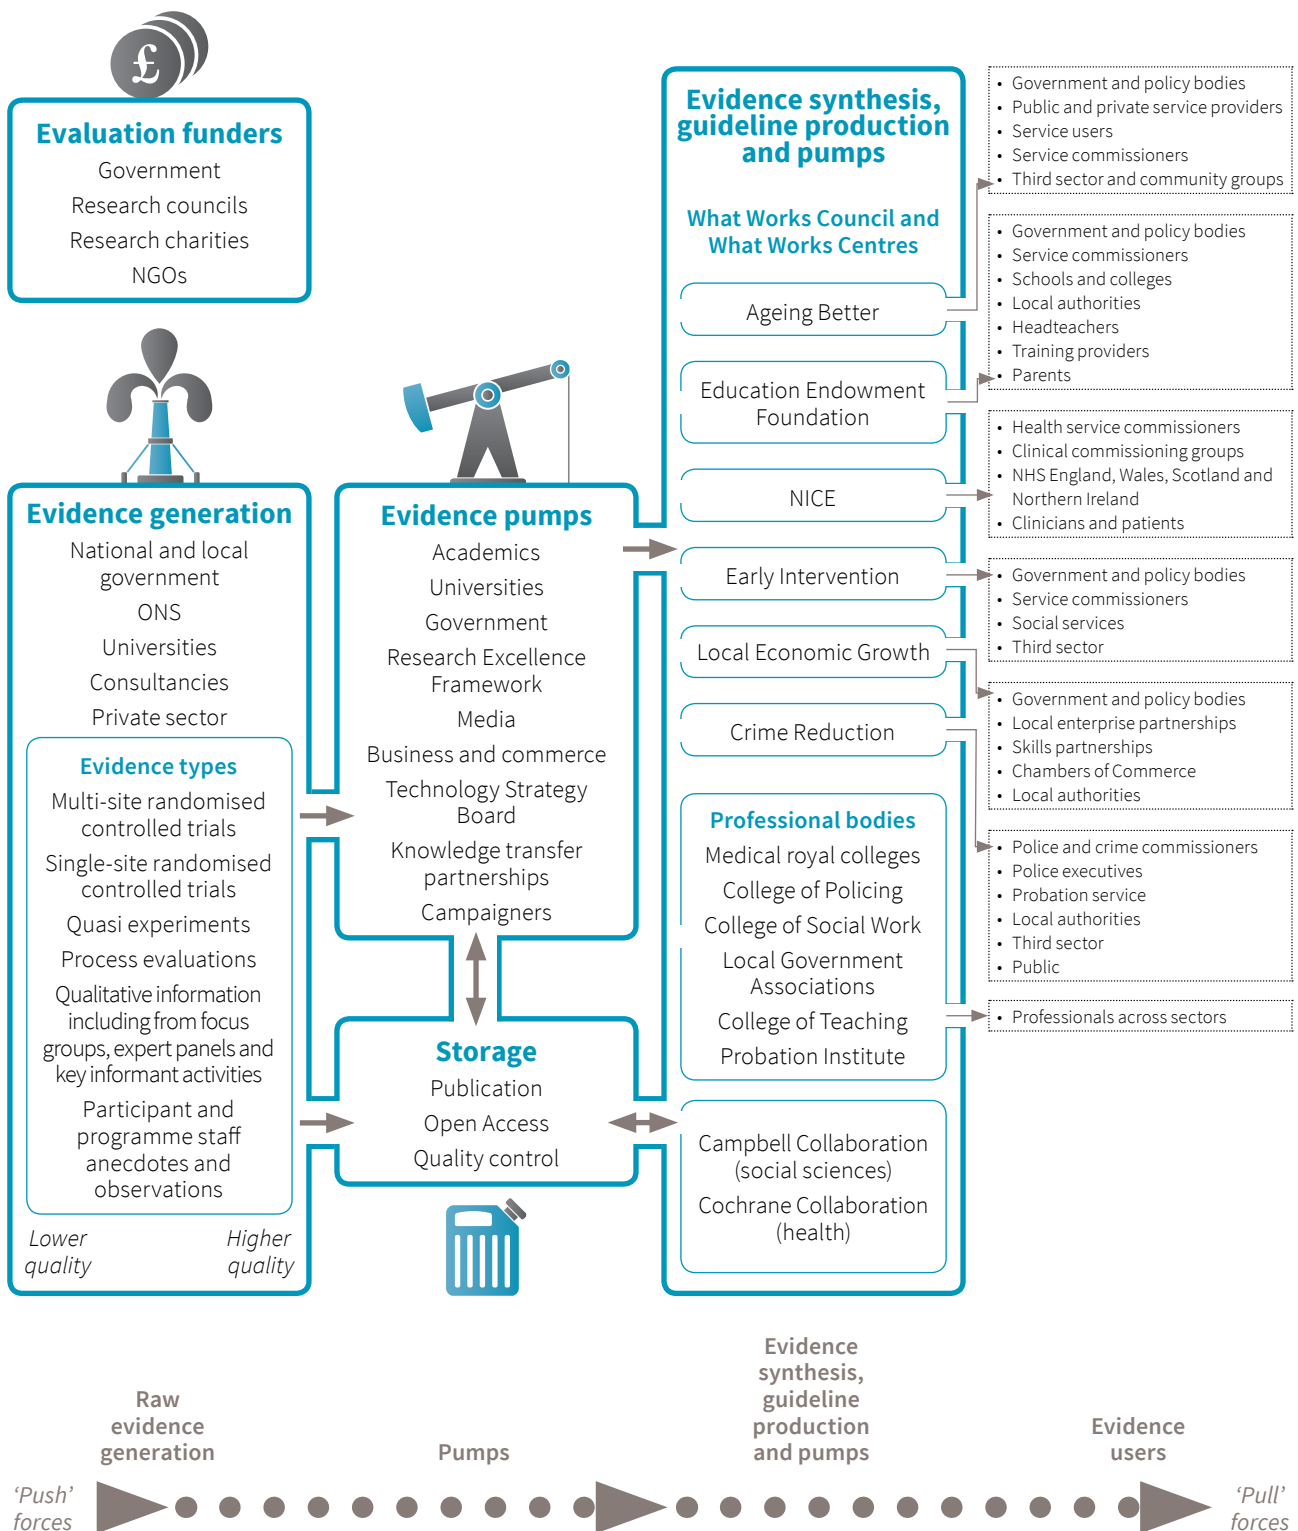 £
Evaluation funders
Government
Research councils
Research charities
NGOs
Evidence generation
National and local
government
ONS
Universities
Consultancies
Private sector
Evidence types
Multi-site randomised
controlled trials
Single-site randomised
controlled trials
Quasi experiments
Process evaluations
Qualitative information
including from focus
groups, expert panels and
key informant activities
Participant and
programme staff
anecdotes and
observations
Lower
quality
Higher
quality
Evidence pumps
Academics
Universities
Government
Research Excellence
Framework
Media
Business and commerce
Technology Strategy
Board
Knowledge transfer
partnerships
Campaigners
Storage
Publication
Open Access
Quality control
Evidence synthesis,
guideline production
and pumps
What Works Council and
What Works Centres
Ageing Better
Education Endowment
Foundation
NICE
Early Intervention
Local Economic Growth
Crime Reduction
Professional bodies
Medical royal colleges
College of Policing
College of Social Work
Local Government
Associations
College of Teaching
Probation Institute
Campbell Collaboration
(social sciences)
Cochrane Collaboration
(health)
• Government and policy bodies
• Public and private service providers
• Service users
• Service commissioners
• Third sector and community groups
• Government and policy bodies
• Service commissioners
• Schools and colleges
• Local authorities
• Headteachers
• Training providers
• Parents
• Health service commissioners
• Clinical commissioning groups
• NHS England, Wales, Scotland and
Northern Ireland
• Clinicians and patients
• Government and policy bodies
• Service commissioners
• Social services
• Third sector
• Government and policy bodies
• Local enterprise partnerships
• Skills partnerships
• Chambers of Commerce
• Local authorities
• Police and crime commissioners
• Police executives
• Probation service
• Local authorities
• Third sector
• Public
• Professionals across sectors
Raw
evidence
generation
Pumps
Evidence
synthesis,
guideline
production
and pumps
Evidence
users
'Push'
forces
'Pull'
forces